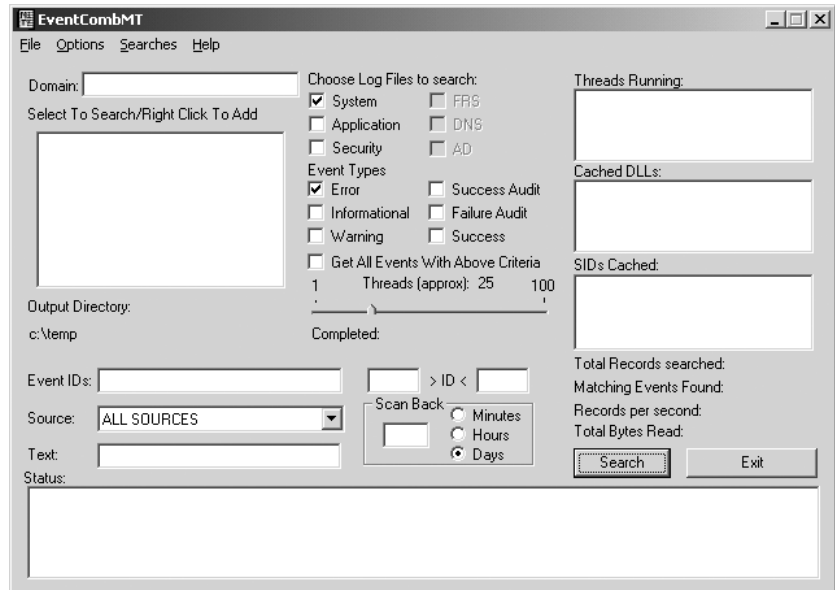 EventCombMT
File Options Searches Help
Domain:
Select To Search/Right Click To Add
Output Directory:
c:\temp
Choose Log Files to search:
System FRS
Application DNS
Security AD
Event Types
Error Success Audit
Informational Failure Audit
Warning Success
Get All Events With Above Criteria
1 Threads (approx): 25 100
Completed:
Threads Running:
Cached DLLs:
SIDs Cached:
Total Records searched:
Matching Events Found:
Records per second:
Total Bytes Read:
Event IDs:
> ID <
Source: ALL SOURCES
Text:
Scan Back
Minutes
Hours
Days
Search Exit
Status: